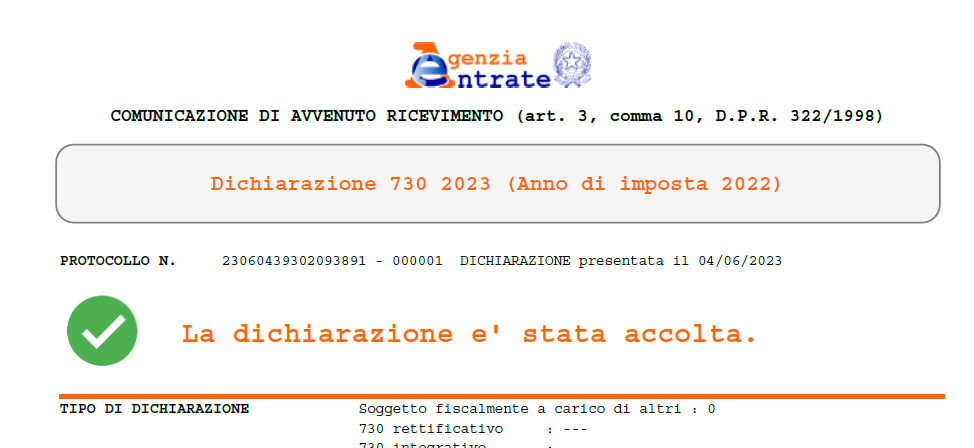 Agenzia
Entrate
COMUNICAZIONE DI AVVENUTO RICEVIMENTO (art. 3, comma 10, D.P.R. 322/1998)
Dichiarazione 730 2023 (Anno di imposta 2022)
PROTOCOLLO N. 23060439302093891 - 000001 DICHIARAZIONE presentata il 04/06/2023
La dichiarazione e' stata accolta.
TIPO DI DICHIARAZIONE Soggetto fiscalmente a carico di altri : 0
730 rettificativo : ---
730 integrativo :